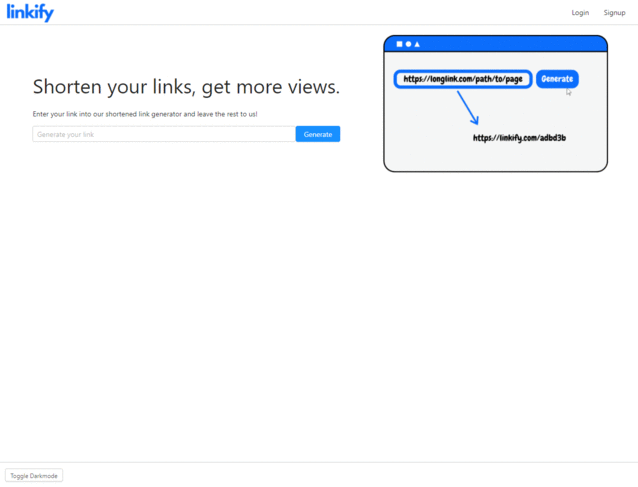 linkify
Login
Signup
Shorten your links, get more views.
Enter your link into our shortened link generator and leave the rest to us!
Generate your link
Generate
https://longlink.com/path/to/page
Generate
https://linkify.com/adbd3b
Toggle Darkmode